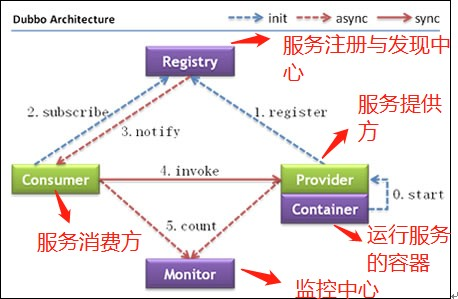 Dubbo Architecture
init
async
sync
服务注册与发现中
心
Registry
2. subscribe
1. register
3. notify
服务提供
方
Consumer
4. invoke
Provider
Container
0. start
服务消费方
5. count
运行服务
的容器
Monitor
监控中心